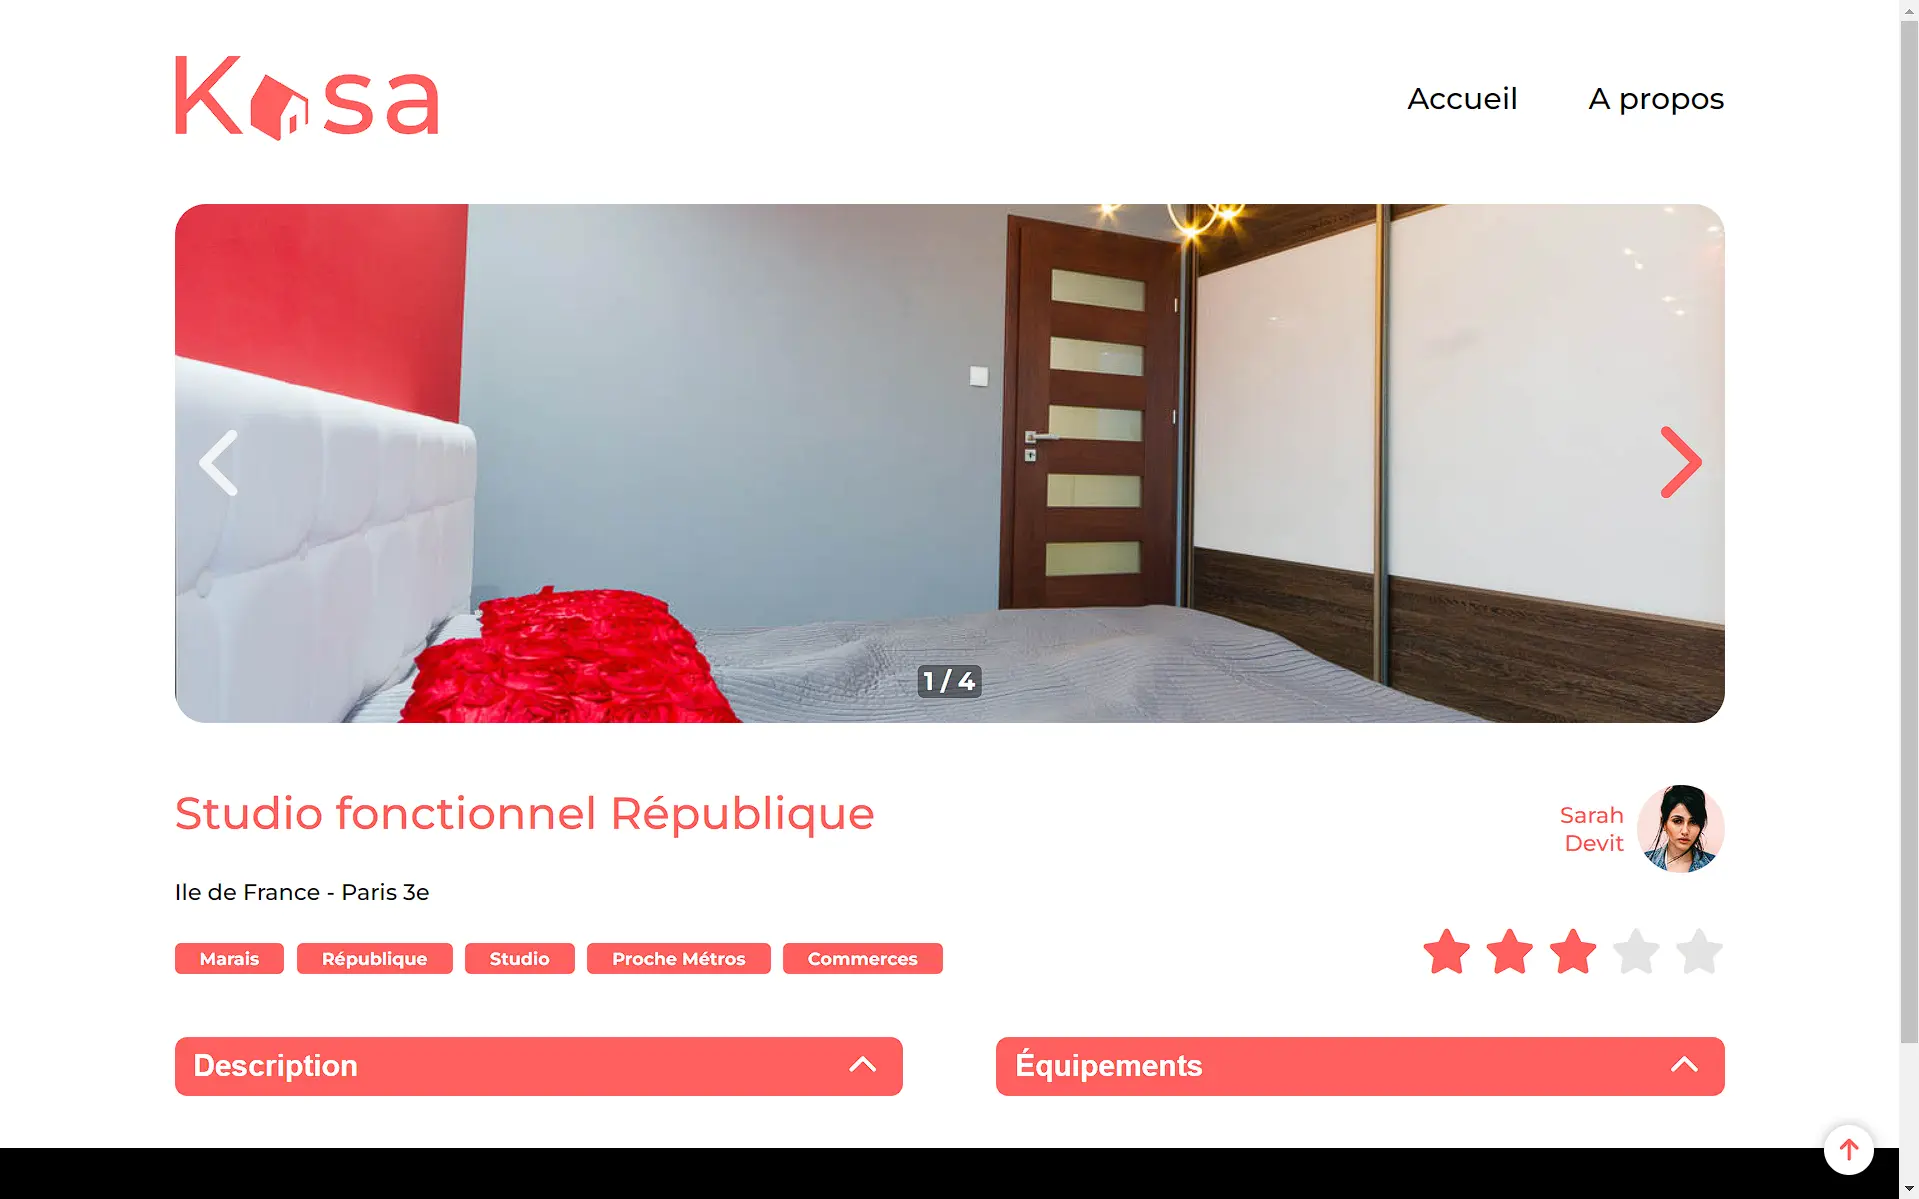 Kasa
Accueil
A propos
1 / 4
Studio fonctionnel République
Sarah
Devit
Ile de France - Paris 3e
Marais
République
Studio
Proche Métros
Commerces
Description
Équipements